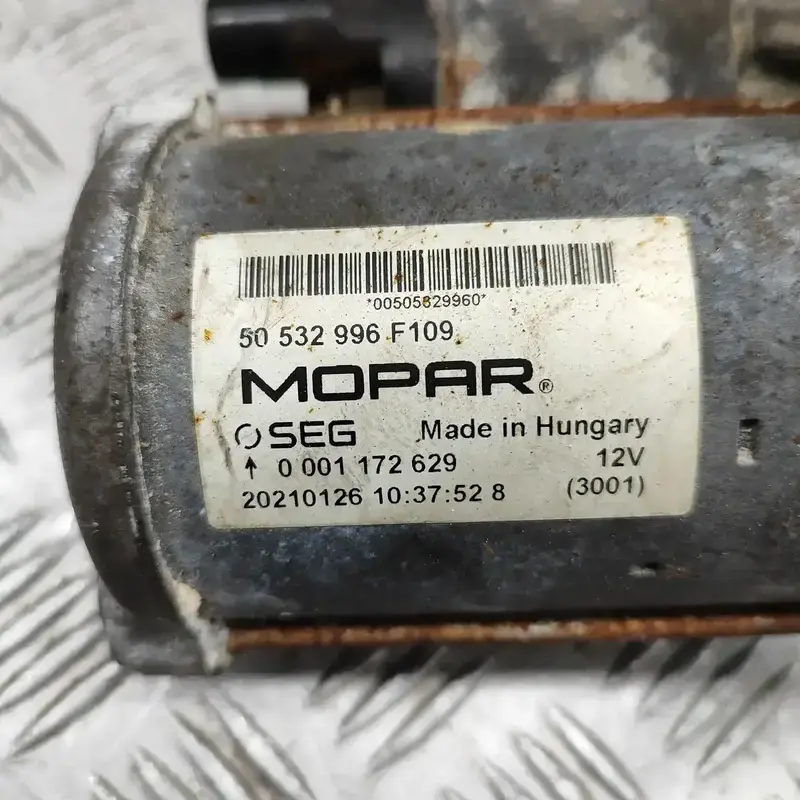 *00505329960*
50 532 996 F109
MOPAR®
SEG Made in Hungary
↑ 0 001 172 629 12V
20210126 10:37:52 8 (3001)